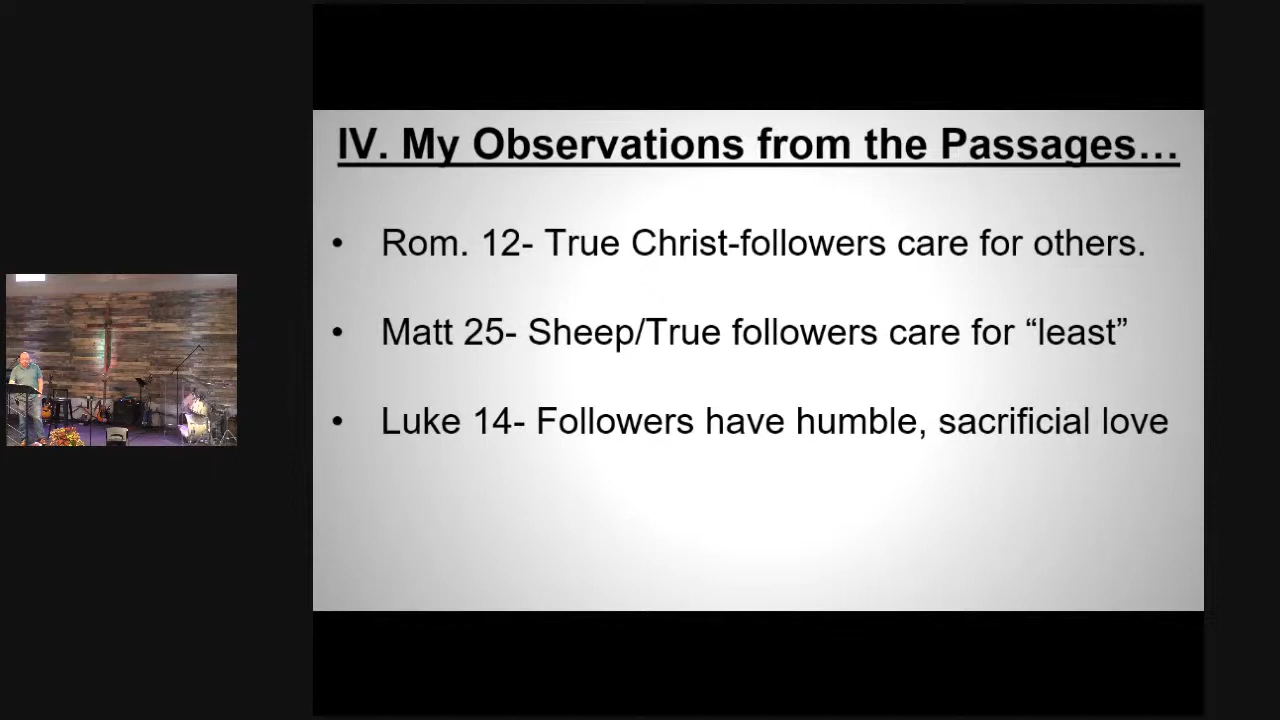 IV. My Observations from the Passages…
• Rom. 12- True Christ-followers care for others.
• Matt 25- Sheep/True followers care for “least”
• Luke 14- Followers have humble, sacrificial love